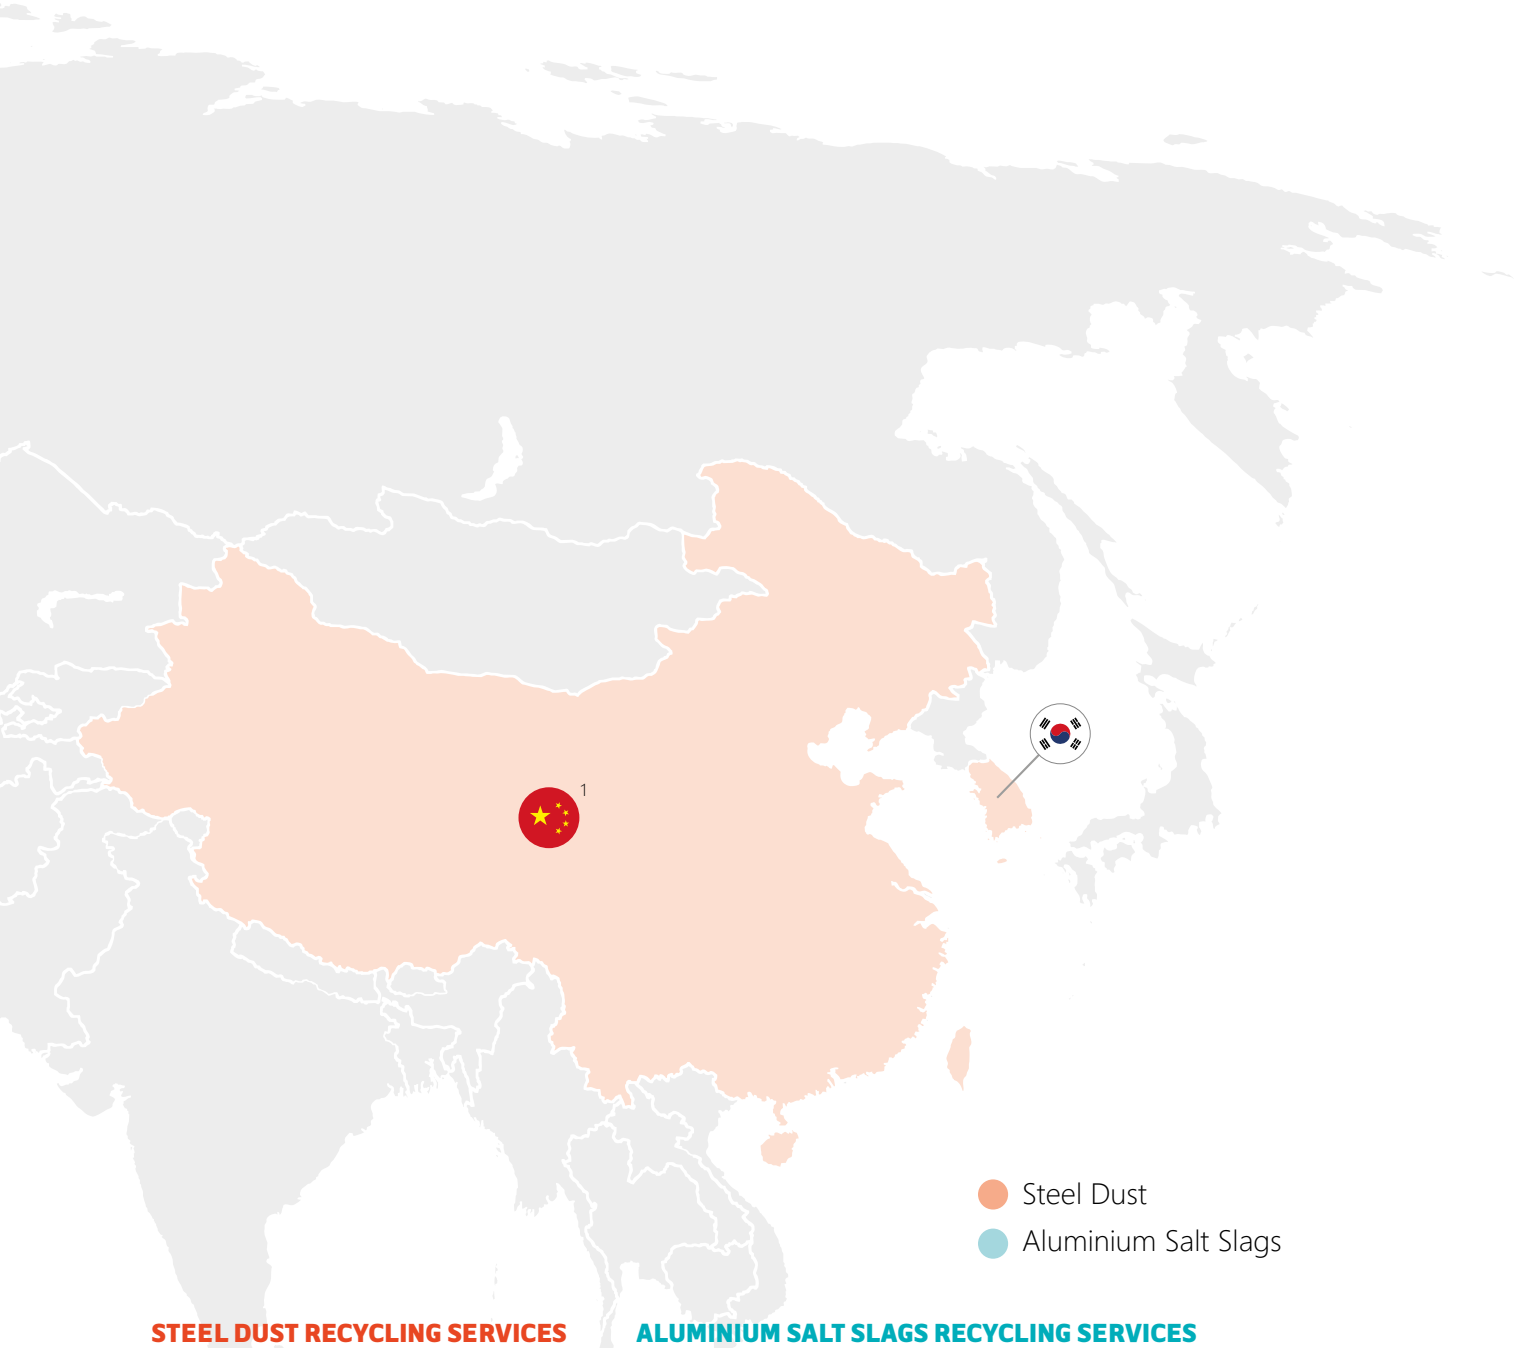 1
Steel Dust
Aluminium Salt Slags
STEEL DUST RECYCLING SERVICES
ALUMINIUM SALT SLAGS RECYCLING SERVICES